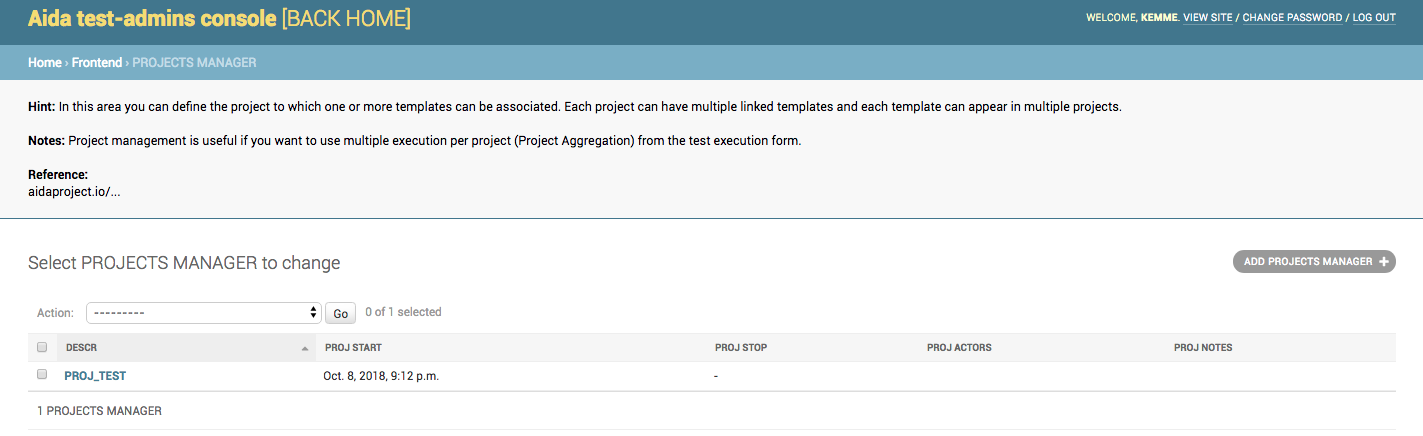 Aida test-admins console [BACK HOME]
WELCOME, KEMME. VIEW SITE / CHANGE PASSWORD / LOG OUT
Home › Frontend › PROJECTS MANAGER
Hint: In this area you can define the project to which one or more templates can be associated. Each project can have multiple linked templates and each template can appear in multiple projects.
Notes: Project management is useful if you want to use multiple execution per project (Project Aggregation) from the test execution form.
Reference:
aidaproject.io/...
Select PROJECTS MANAGER to change
ADD PROJECTS MANAGER +
Action: --------- Go 0 of 1 selected
DESCR PROJ START PROJ STOP PROJ ACTORS PROJ NOTES
PROJ_TEST Oct. 8, 2018, 9:12 p.m. -
1 PROJECTS MANAGER